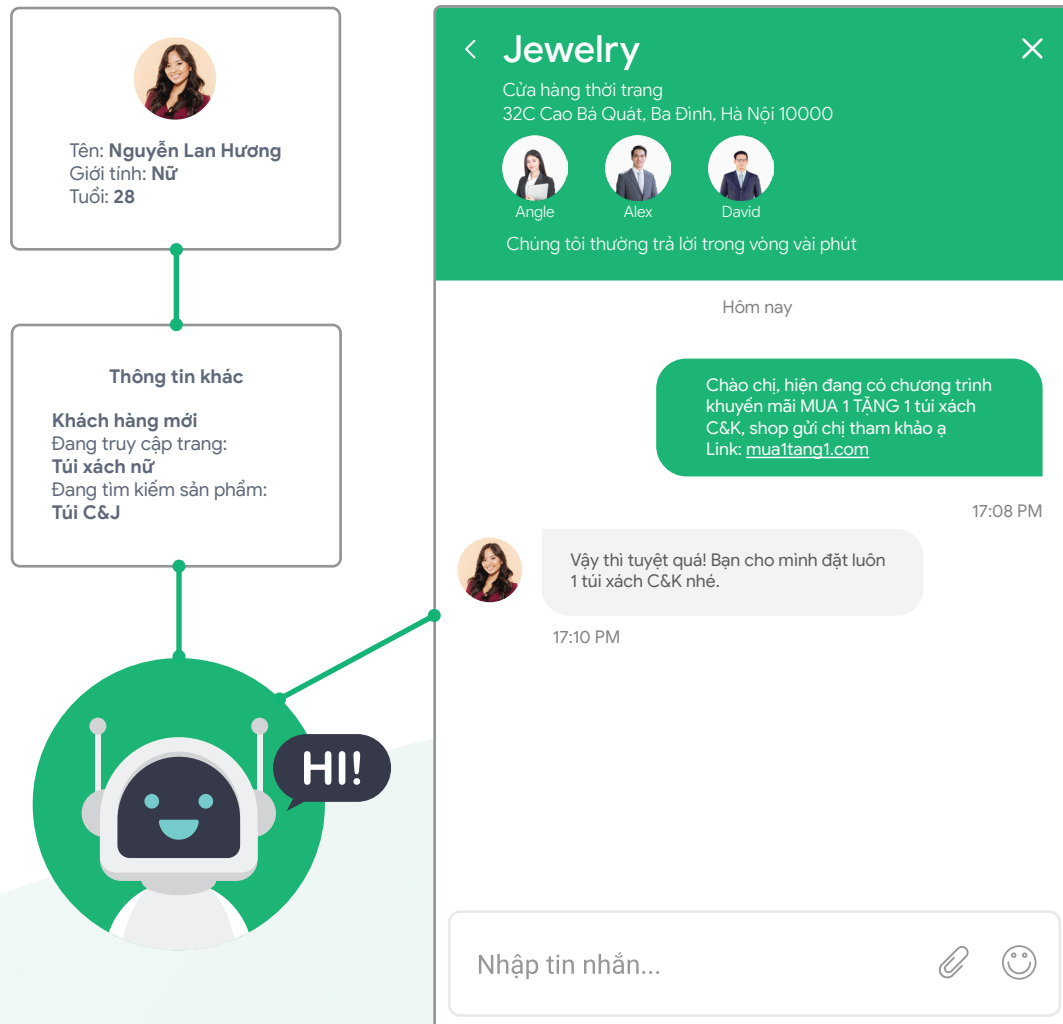 Tên: Nguyễn Lan Hương
Giới tính: Nữ
Tuổi: 28
Thông tin khác
Khách hàng mới
Đang truy cập trang:
Túi xách nữ
Đang tìm kiếm sản phẩm:
Túi C&J
HI!
Jewelry
Cửa hàng thời trang
32C Cao Bá Quát, Ba Đình, Hà Nội 10000
Angle Alex David
Chúng tôi thường trả lời trong vòng vài phút
Hôm nay
Chào chị, hiện đang có chương trình
khuyến mãi MUA 1 TẶNG 1 túi xách
C&K, shop gửi chị tham khảo ạ
Link: mua1tang1.com
17:08 PM
Vậy thì tuyệt quá! Bạn cho mình đặt luôn
1 túi xách C&K nhé.
17:10 PM
Nhập tin nhắn...